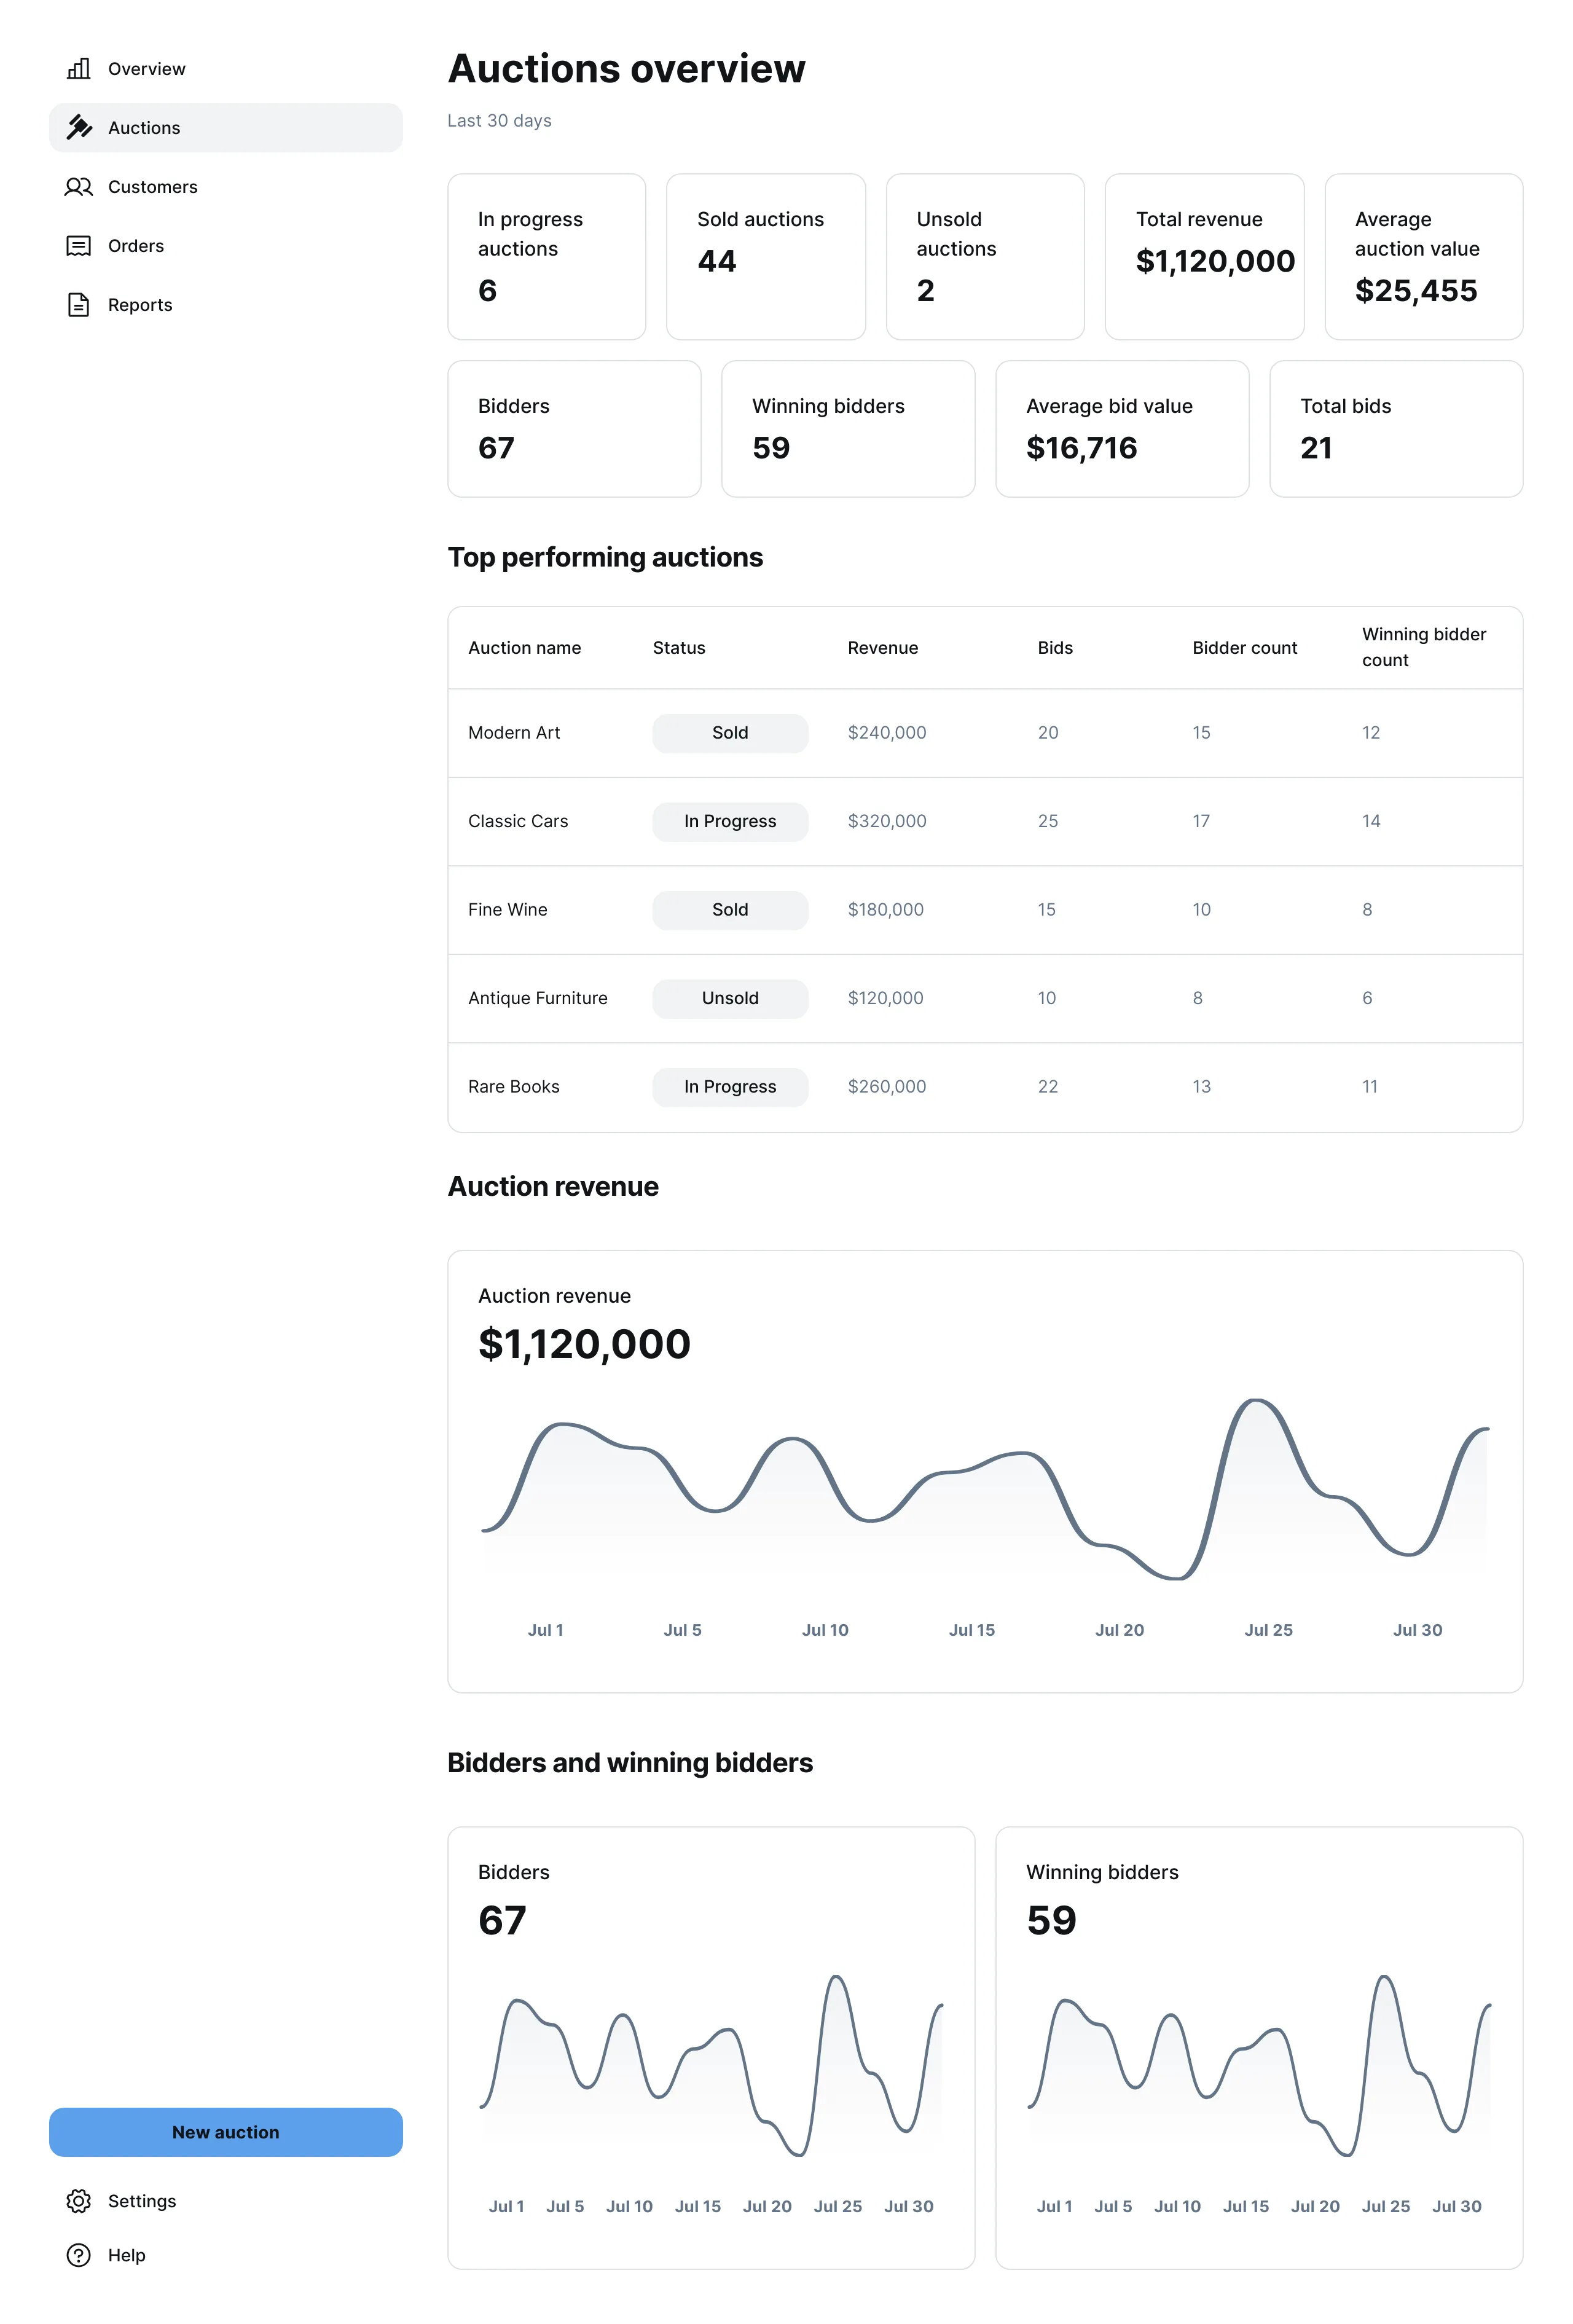 Overview
Auctions
Customers
Orders
Reports
New auction
Settings
Help
Auctions overview
Last 30 days
In progress
auctions
6
Sold auctions
44
Unsold
auctions
2
Total revenue
$1,120,000
Average
auction value
$25,455
Bidders
67
Winning bidders
59
Average bid value
$16,716
Total bids
21
Top performing auctions
Auction name Status Revenue Bids Bidder count Winning bidder
count
Modern Art Sold $240,000 20 15 12
Classic Cars In Progress $320,000 25 17 14
Fine Wine Sold $180,000 15 10 8
Antique Furniture Unsold $120,000 10 8 6
Rare Books In Progress $260,000 22 13 11
Auction revenue
Auction revenue
$1,120,000
Jul 1 Jul 5 Jul 10 Jul 15 Jul 20 Jul 25 Jul 30
Bidders and winning bidders
Bidders
67
Jul 1 Jul 5 Jul 10 Jul 15 Jul 20 Jul 25 Jul 30
Winning bidders
59
Jul 1 Jul 5 Jul 10 Jul 15 Jul 20 Jul 25 Jul 30